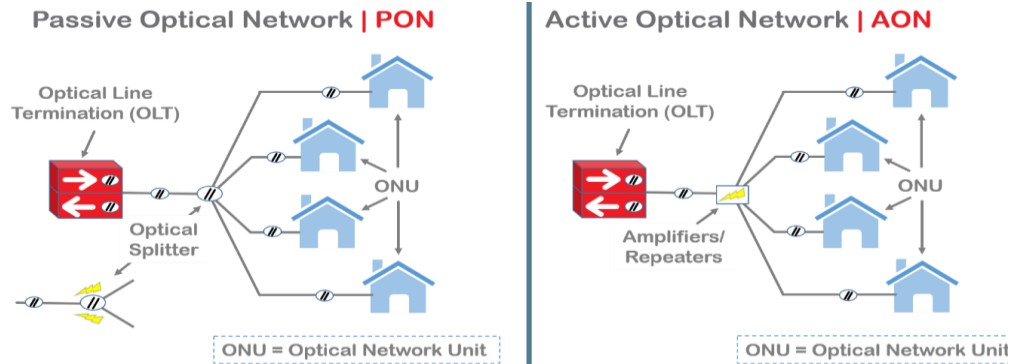 Passive Optical Network | PON
Optical Line
Termination (OLT)
ONU
Optical
Splitter
ONU = Optical Network Unit
Active Optical Network | AON
Optical Line
Termination (OLT)
ONU
Amplifiers/
Repeaters
ONU = Optical Network Unit